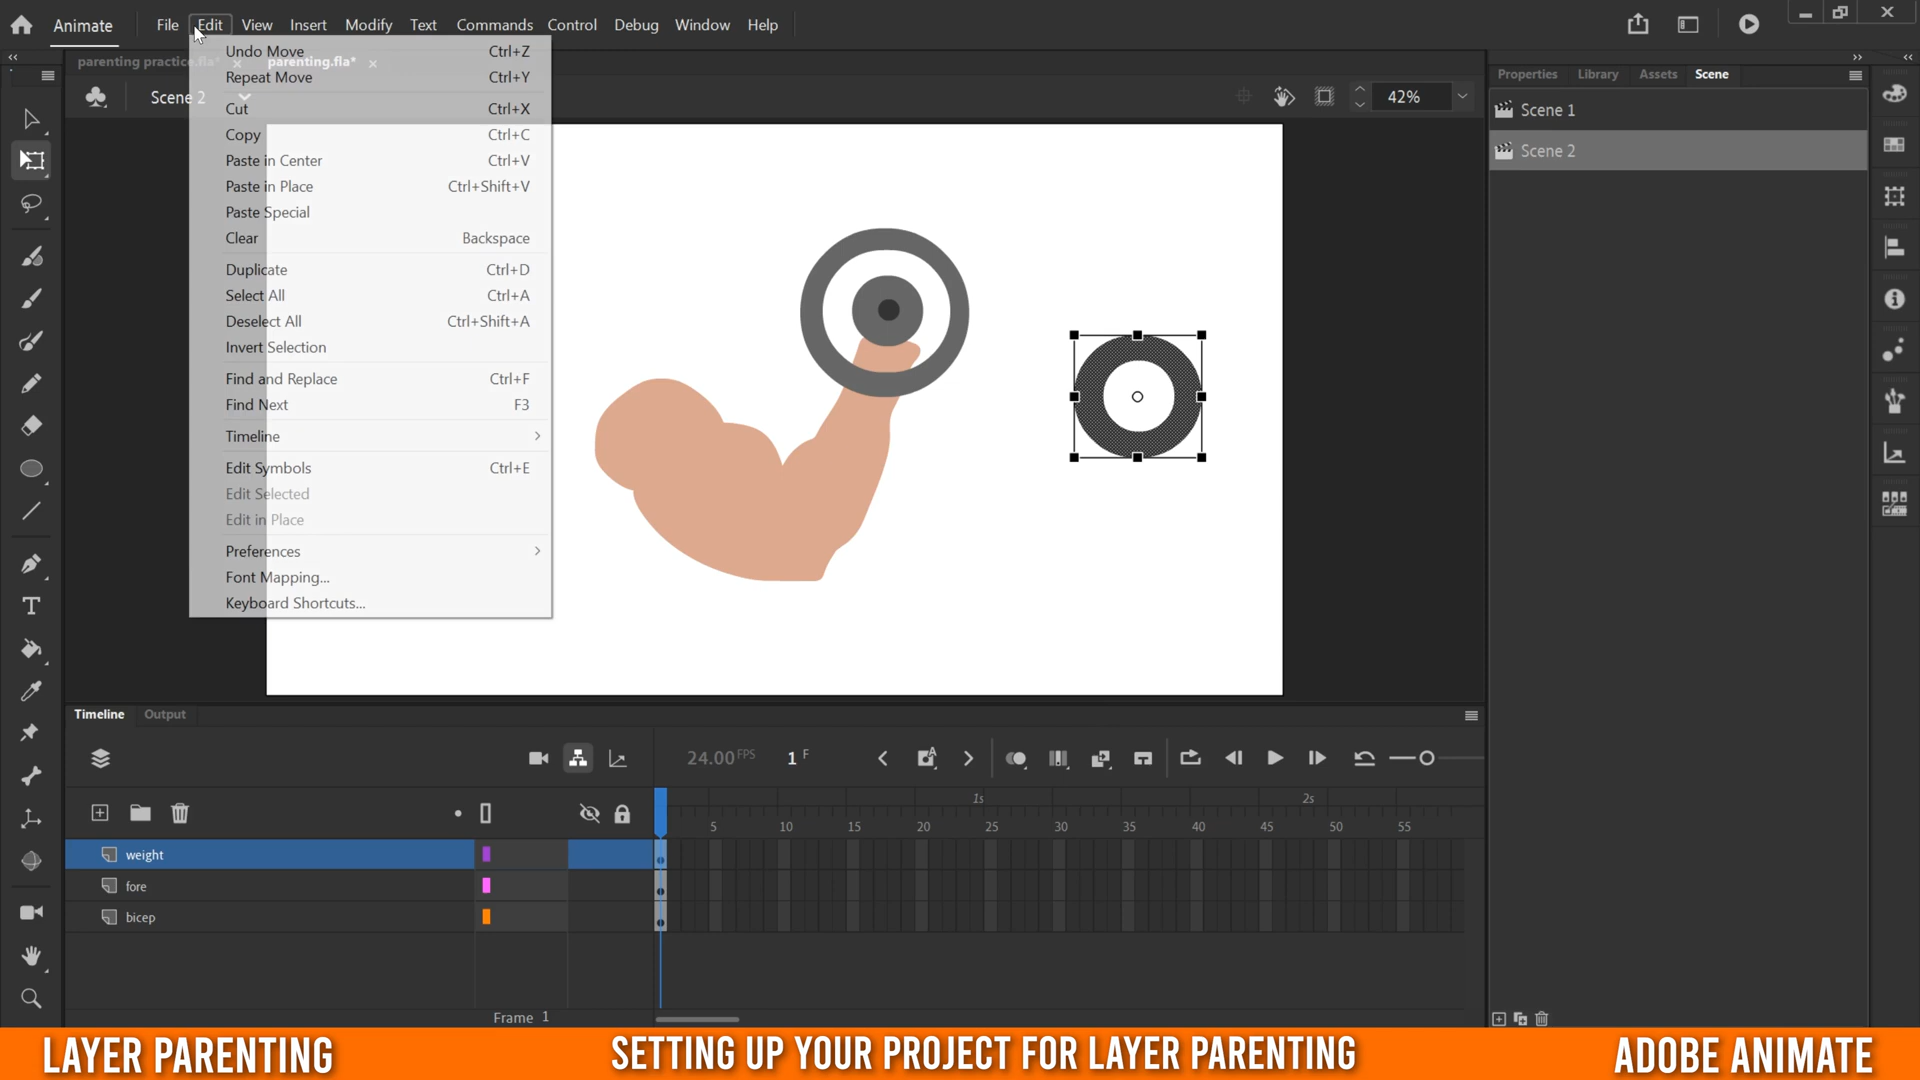 Animate File Edit View Insert Modify Text Commands Control Debug Window Help
parenting practice.fla* × parenting.fla* ×
Scene 2
42%
Undo Move Ctrl+Z
Repeat Move Ctrl+Y
Cut Ctrl+X
Copy Ctrl+C
Paste in Center Ctrl+V
Paste in Place Ctrl+Shift+V
Paste Special
Clear Backspace
Duplicate Ctrl+D
Select All Ctrl+A
Deselect All Ctrl+Shift+A
Invert Selection
Find and Replace Ctrl+F
Find Next F3
Timeline
Edit Symbols Ctrl+E
Edit Selected
Edit in Place
Preferences
Font Mapping...
Keyboard Shortcuts...
Properties Library Assets Scene
Scene 1
Scene 2
Timeline Output
24.00 FPS 1 F
1s 2s
5 10 15 20 25 30 35 40 45 50 55
weight
fore
bicep
Frame 1
LAYER PARENTING
SETTING UP YOUR PROJECT FOR LAYER PARENTING
ADOBE ANIMATE